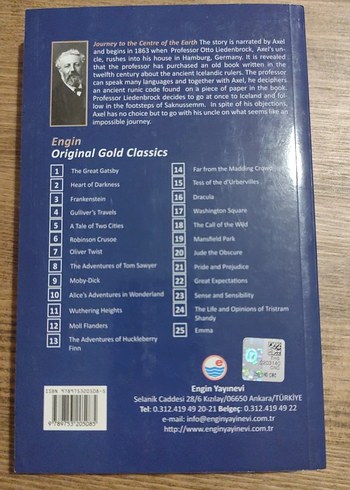 Journey to the Centre of the Earth The story is narrated by Axel
and begins in 1863 when Professor Otto Liedenbrock, Axel's un-
cle, rushes into his house in Hamburg, Germany. It is revealed
that the professor has purchased an old book written in the
twelfth century about the ancient Icelandic rulers. The professor
can speak many languages and together with Axel, he deciphers
an ancient runic code found on a piece of paper in the book.
Professor Liedenbrock decides to go at once to Iceland and fol-
low in the footsteps of Saknussemm. In spite of his objections,
Axel has no choice but to go with his uncle on what seems like an
impossible journey.
Engin
Original Gold Classics
1 The Great Gatsby
2 Heart of Darkness
3 Frankenstein
4 Gulliver's Travels
5 A Tale of Two Cities
6 Robinson Crusoe
7 Oliver Twist
8 The Adventures of Tom Sawyer
9 Moby-Dick
10 Alice's Adventures in Wonderland
11 Wuthering Heights
12 Moll Flanders
13 The Adventures of Huckleberry
Finn
14 Far from the Madding Crowd
15 Tess of the d'Urbervilles
16 Dracula
17 Washington Square
18 The Call of the Wild
19 Mansfield Park
20 Jude the Obscure
21 Pride and Prejudice
22 Great Expectations
23 Sense and Sensibility
24 The Life and Opinions of Tristram
Shandy
25 Emma
Engin Yayınevi
Selanik Caddesi 28/6 Kızılay/06650 Ankara/TÜRKİYE
Tel: 0.312.419 49 20-21 Belgeç: 0.312.419 49 22
e-mail: info@enginyayinevi.com
http://www.enginyayinevi.com.tr
9 789753 205085